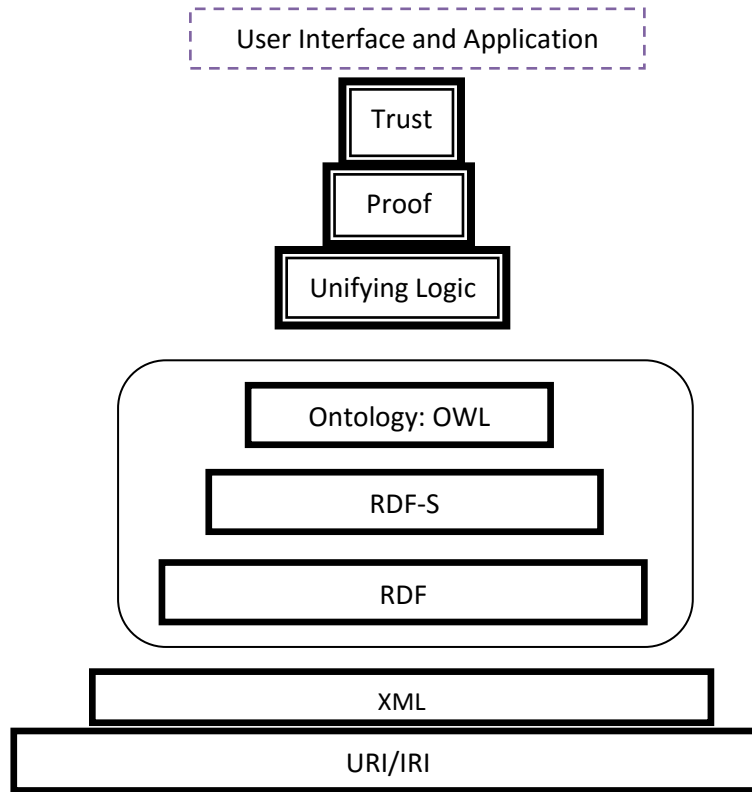 User Interface and Application
Trust
Proof
Unifying Logic
Ontology: OWL
RDF-S
RDF
XML
URI/IRI